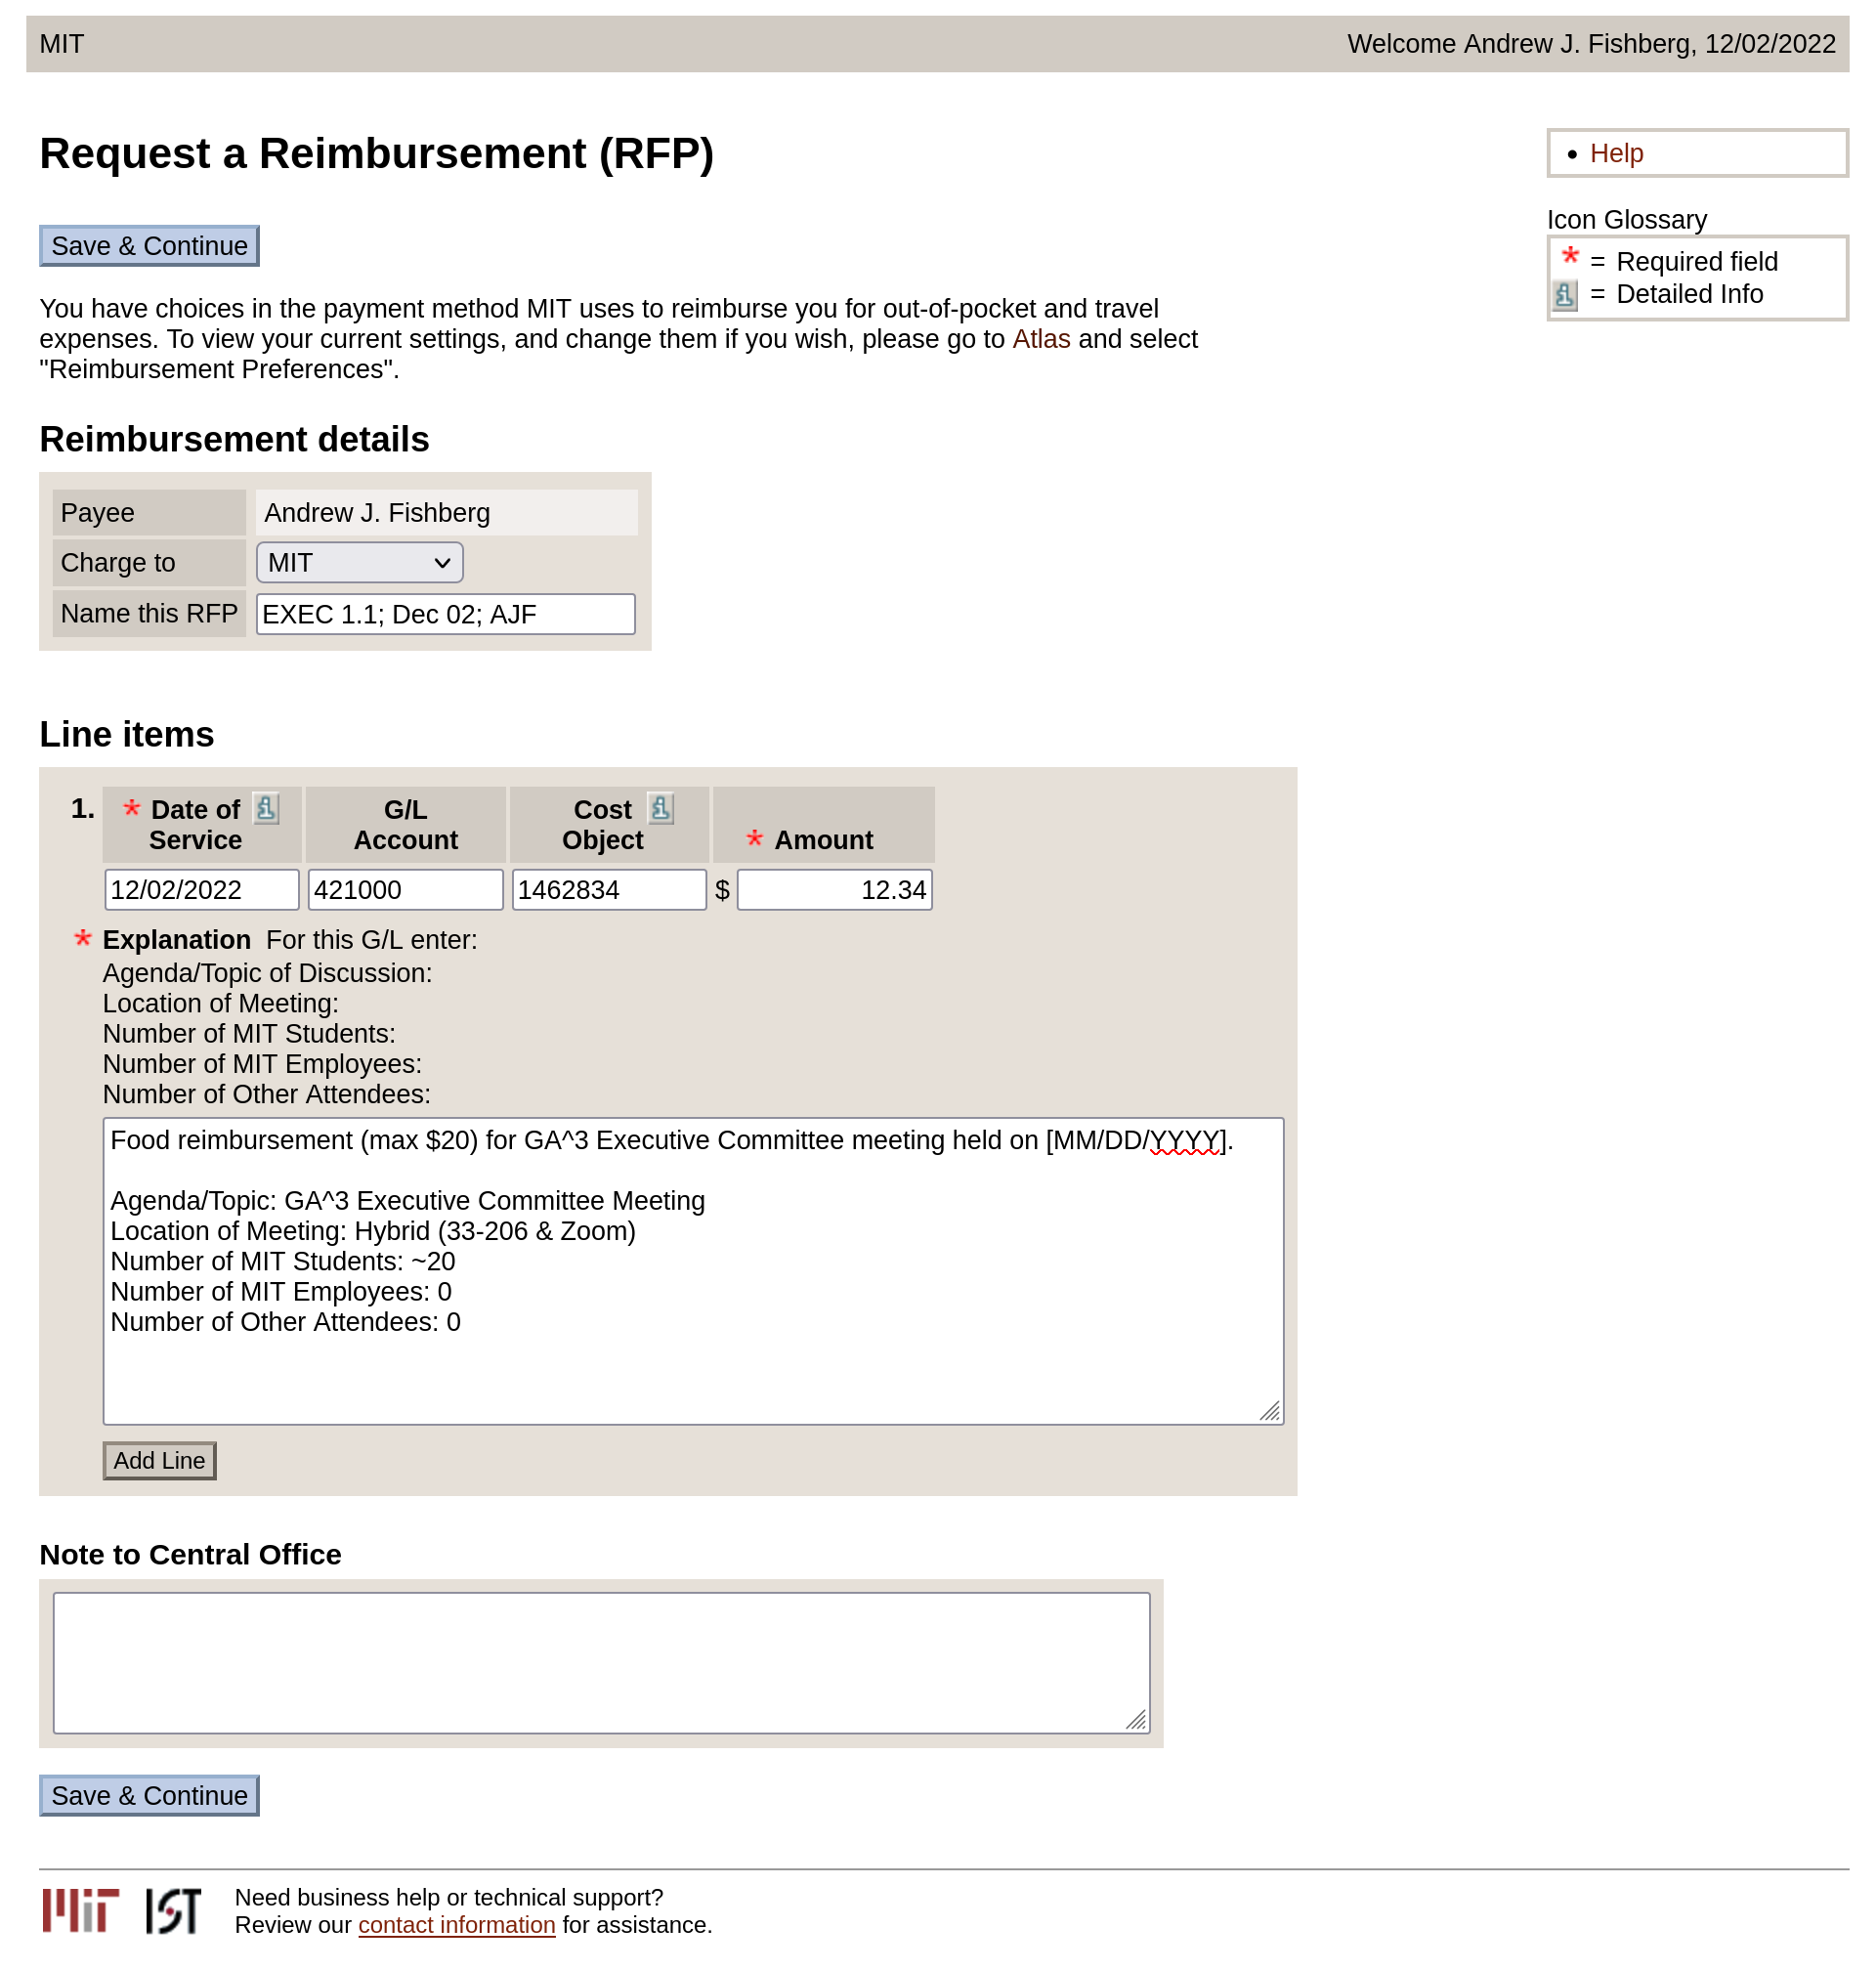 MIT
Welcome Andrew J. Fishberg, 12/02/2022
Request a Reimbursement (RFP)
Help
Save & Continue
Icon Glossary
* = Required field
i = Detailed Info
You have choices in the payment method MIT uses to reimburse you for out-of-pocket and travel
expenses. To view your current settings, and change them if you wish, please go to Atlas and select
"Reimbursement Preferences".
Reimbursement details
Payee Andrew J. Fishberg
Charge to MIT
Name this RFP EXEC 1.1; Dec 02; AJF
Line items
1.
* Date of Service i
G/L Account
Cost Object i
* Amount
12/02/2022 421000 1462834 $ 12.34
* Explanation For this G/L enter:
Agenda/Topic of Discussion:
Location of Meeting:
Number of MIT Students:
Number of MIT Employees:
Number of Other Attendees:
Food reimbursement (max $20) for GA^3 Executive Committee meeting held on [MM/DD/YYYY].
Agenda/Topic: GA^3 Executive Committee Meeting
Location of Meeting: Hybrid (33-206 & Zoom)
Number of MIT Students: ~20
Number of MIT Employees: 0
Number of Other Attendees: 0
Add Line
Note to Central Office
Save & Continue
MIT IST
Need business help or technical support?
Review our contact information for assistance.